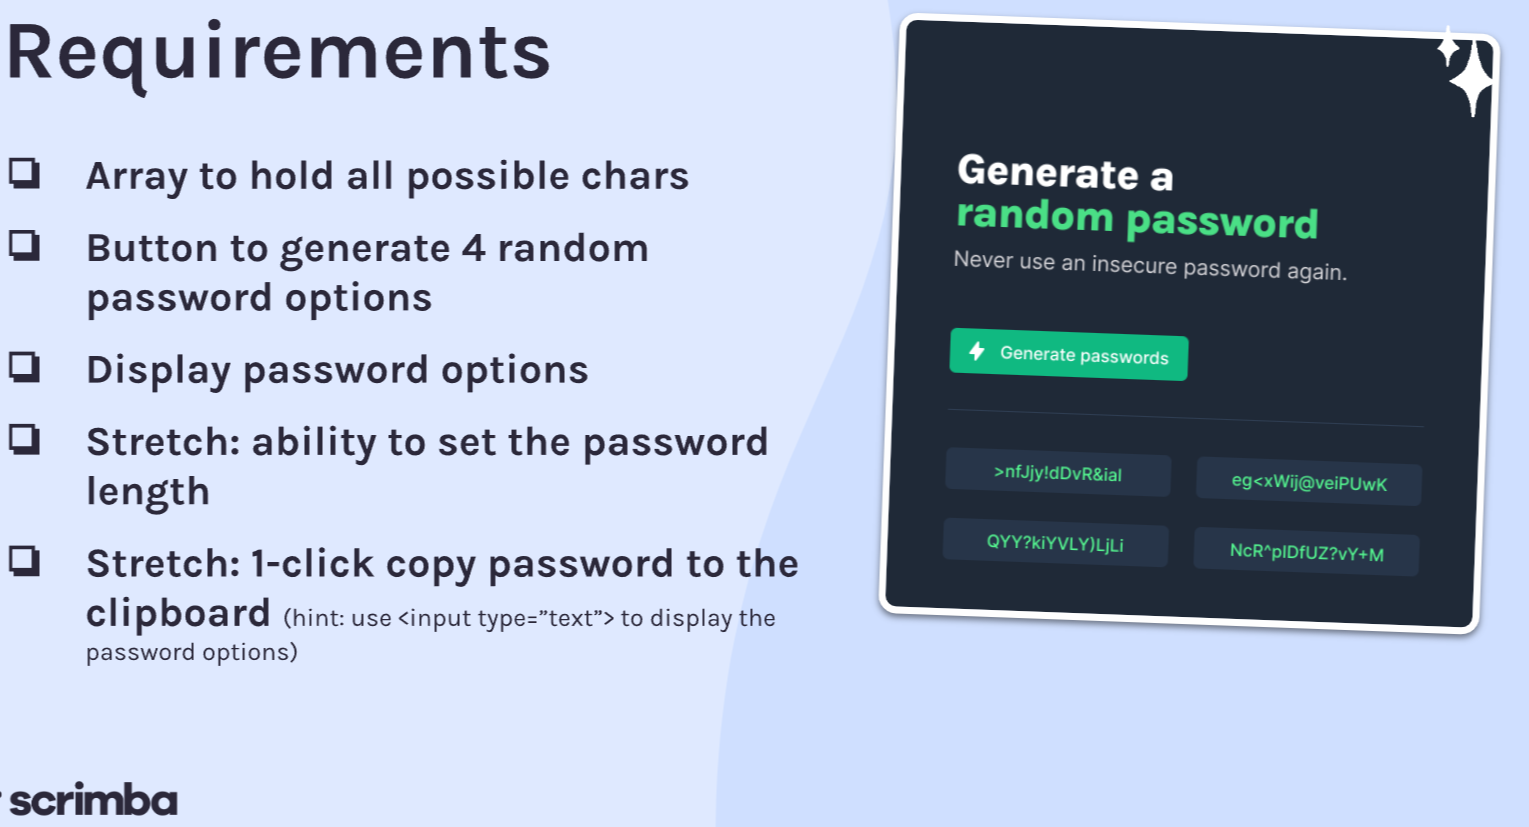 Requirements
Array to hold all possible chars
Button to generate 4 random
password options
Display password options
Stretch: ability to set the password
length
Stretch: 1-click copy password to the
clipboard (hint: use <input type=”text”> to display the
password options)
scrimba
Generate a
random password
Never use an insecure password again.
Generate passwords
>nfJjy!dDvR&ial
eg<xWij@veiPUwK
QYY?kiYVLY)LjLi
NcR^pIDfUZ?vY+M